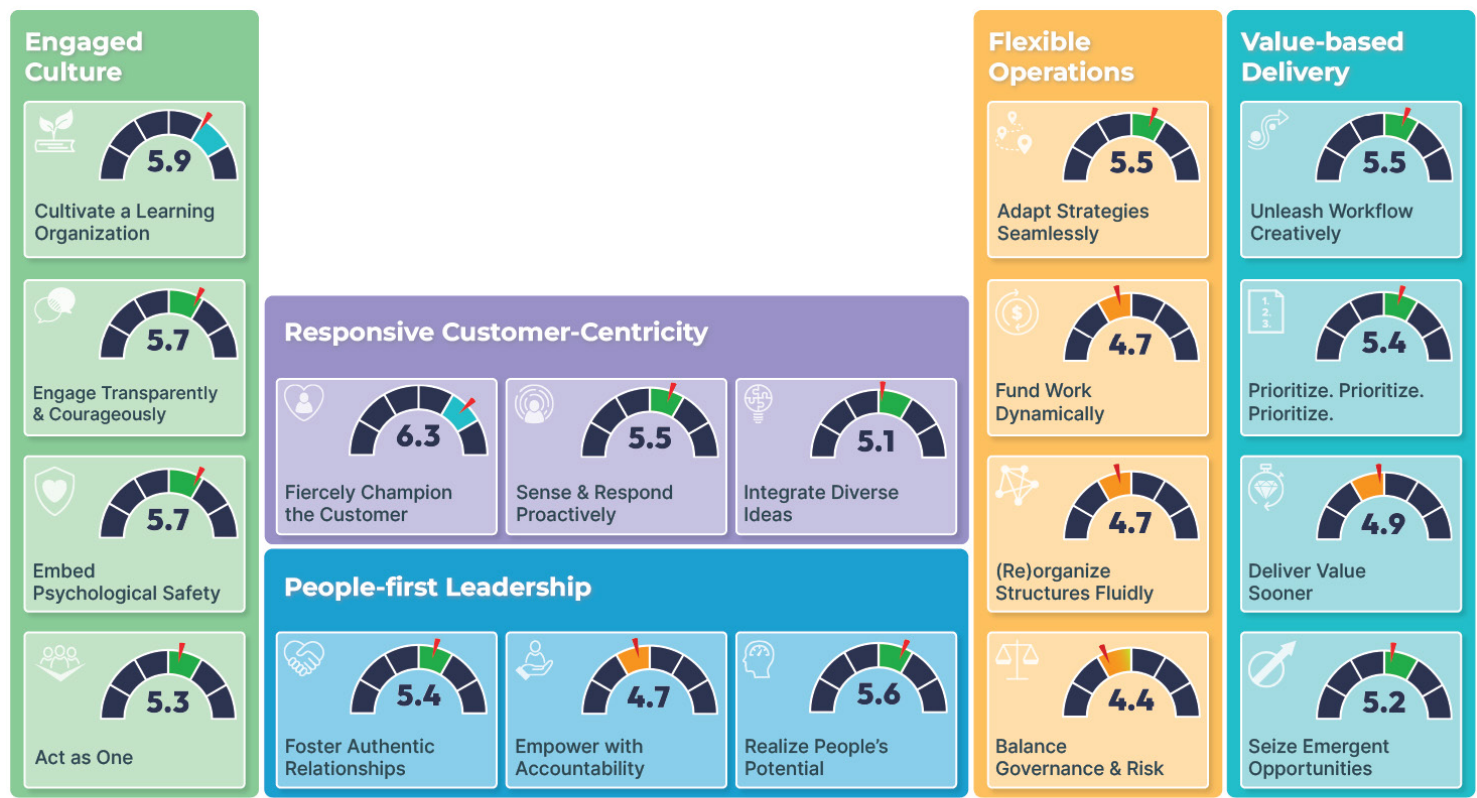 Engaged
Culture
5.9
Cultivate a Learning
Organization
5.7
Engage Transparently
& Courageously
5.7
Embed
Psychological Safety
5.3
Act as One
Responsive Customer-Centricity
6.3
Fiercely Champion
the Customer
5.5
Sense & Respond
Proactively
5.1
Integrate Diverse
Ideas
People-first Leadership
5.4
Foster Authentic
Relationships
4.7
Empower with
Accountability
5.6
Realize People's
Potential
Flexible
Operations
5.5
Adapt Strategies
Seamlessly
$
4.7
Fund Work
Dynamically
4.7
(Re)organize
Structures Fluidly
4.4
Balance
Governance & Risk
Value-based
Delivery
5.5
Unleash Workflow
Creatively
1.
2.
3.
5.4
Prioritize. Prioritize.
Prioritize.
4.9
Deliver Value
Sooner
5.2
Seize Emergent
Opportunities